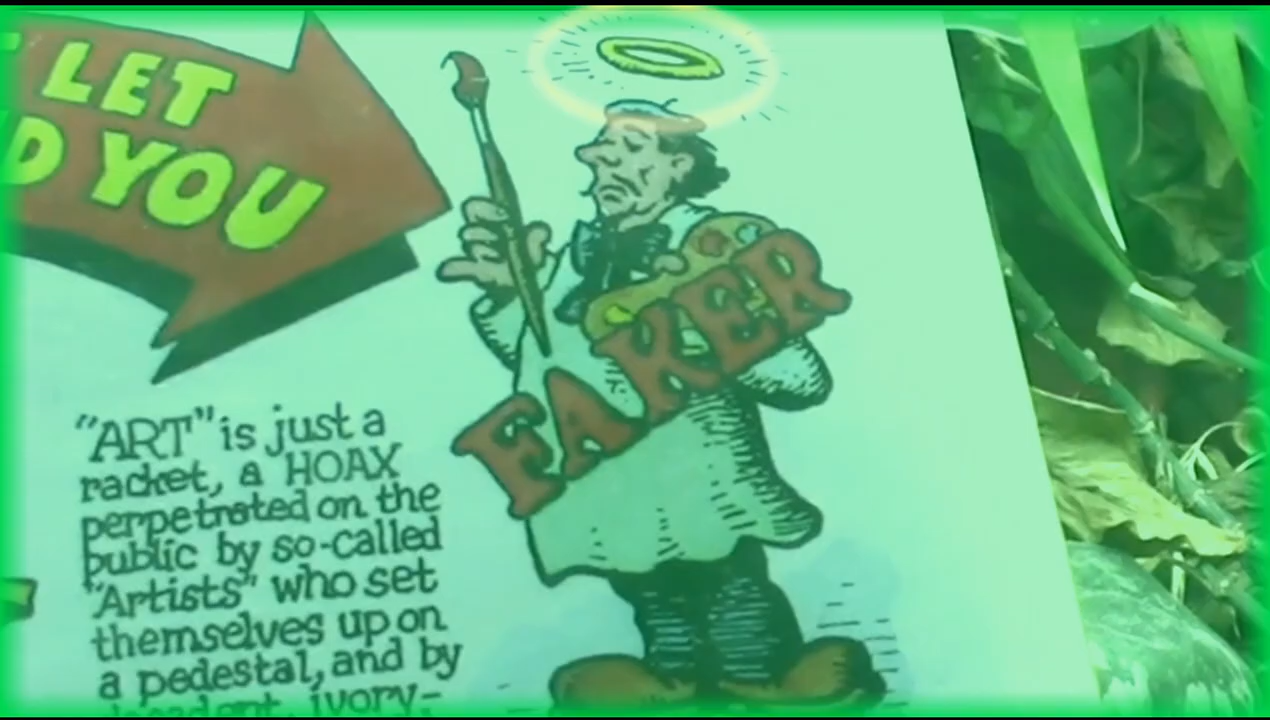 LET
YOU
FAKER
"ART" is just a
racket, a HOAX
perpetrated on the
public by so-called
"Artists" who set
themselves up on
a pedestal, and by
ivory-